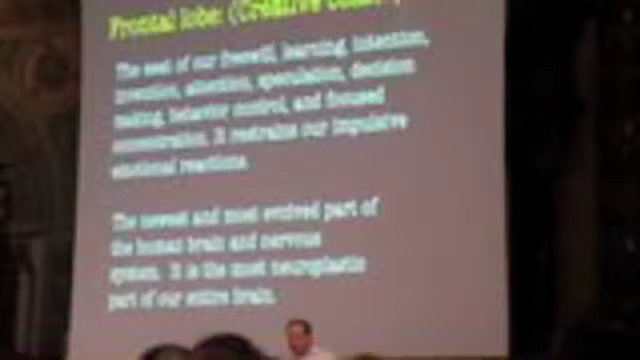 Frontal lobe: (Creative
The seat of our freewill, learning, intention,
invention, attention, speculation, decision
making, behavior control, and focused
concentration. It restrains our impulsive
emotional reactions.
The newest and most evolved part of
the human brain and nervous
system. It is the most neuroplastic
part of our entire brain.